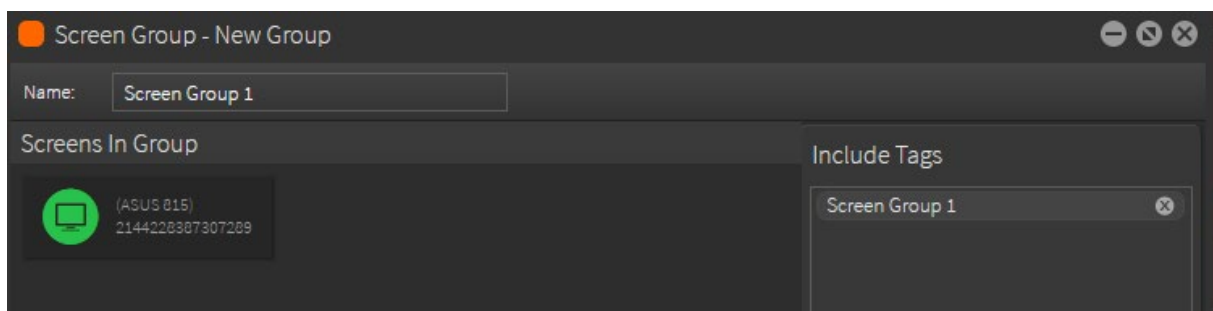 Screen Group - New Group
Name: Screen Group 1
Screens In Group
(ASUS 815)
2144228387307289
Include Tags
Screen Group 1